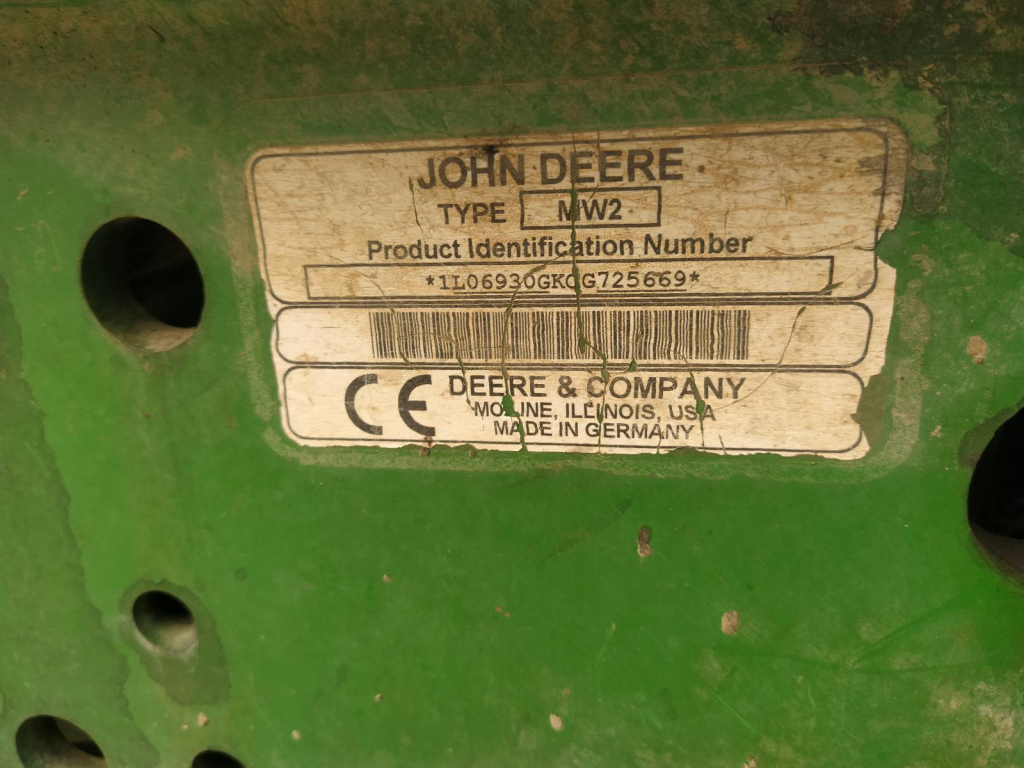 JOHN DEERE
TYPE MW2
Product Identification Number
*1L06930GKCG725669*
CE DEERE & COMPANY
MOLINE, ILLINOIS, USA
MADE IN GERMANY